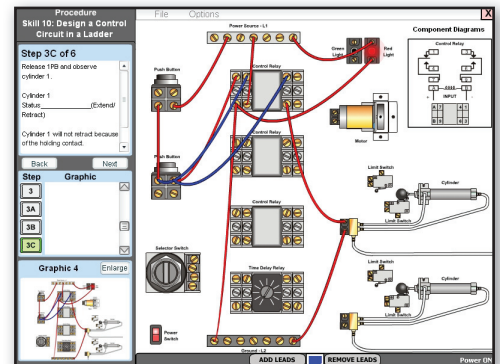 Procedure
Skill 10: Design a Control
Circuit in a Ladder
Step 3C of 6
Release 1PB and observe
cylinder 1.
Cylinder 1
Status________(Extend/
Retract)
Cylinder 1 will not retract because
of the holding contact.
Back
Next
Step
Graphic
3
3A
3B
3C
Graphic 4
Enlarge
File
Options
X
Power Source - L1
Push Button
Control Relay
Green
Light
Red
Light
Motor
Push Button
Control Relay
Control Relay
Selector Switch
Time Delay Relay
Power
Switch
Ground - L2
Component Diagrams
Control Relay
INPUT
Limit Switch
Cylinder
Limit Switch
Limit Switch
Cylinder
Limit Switch
ADD LEADS
REMOVE LEADS
Power ON